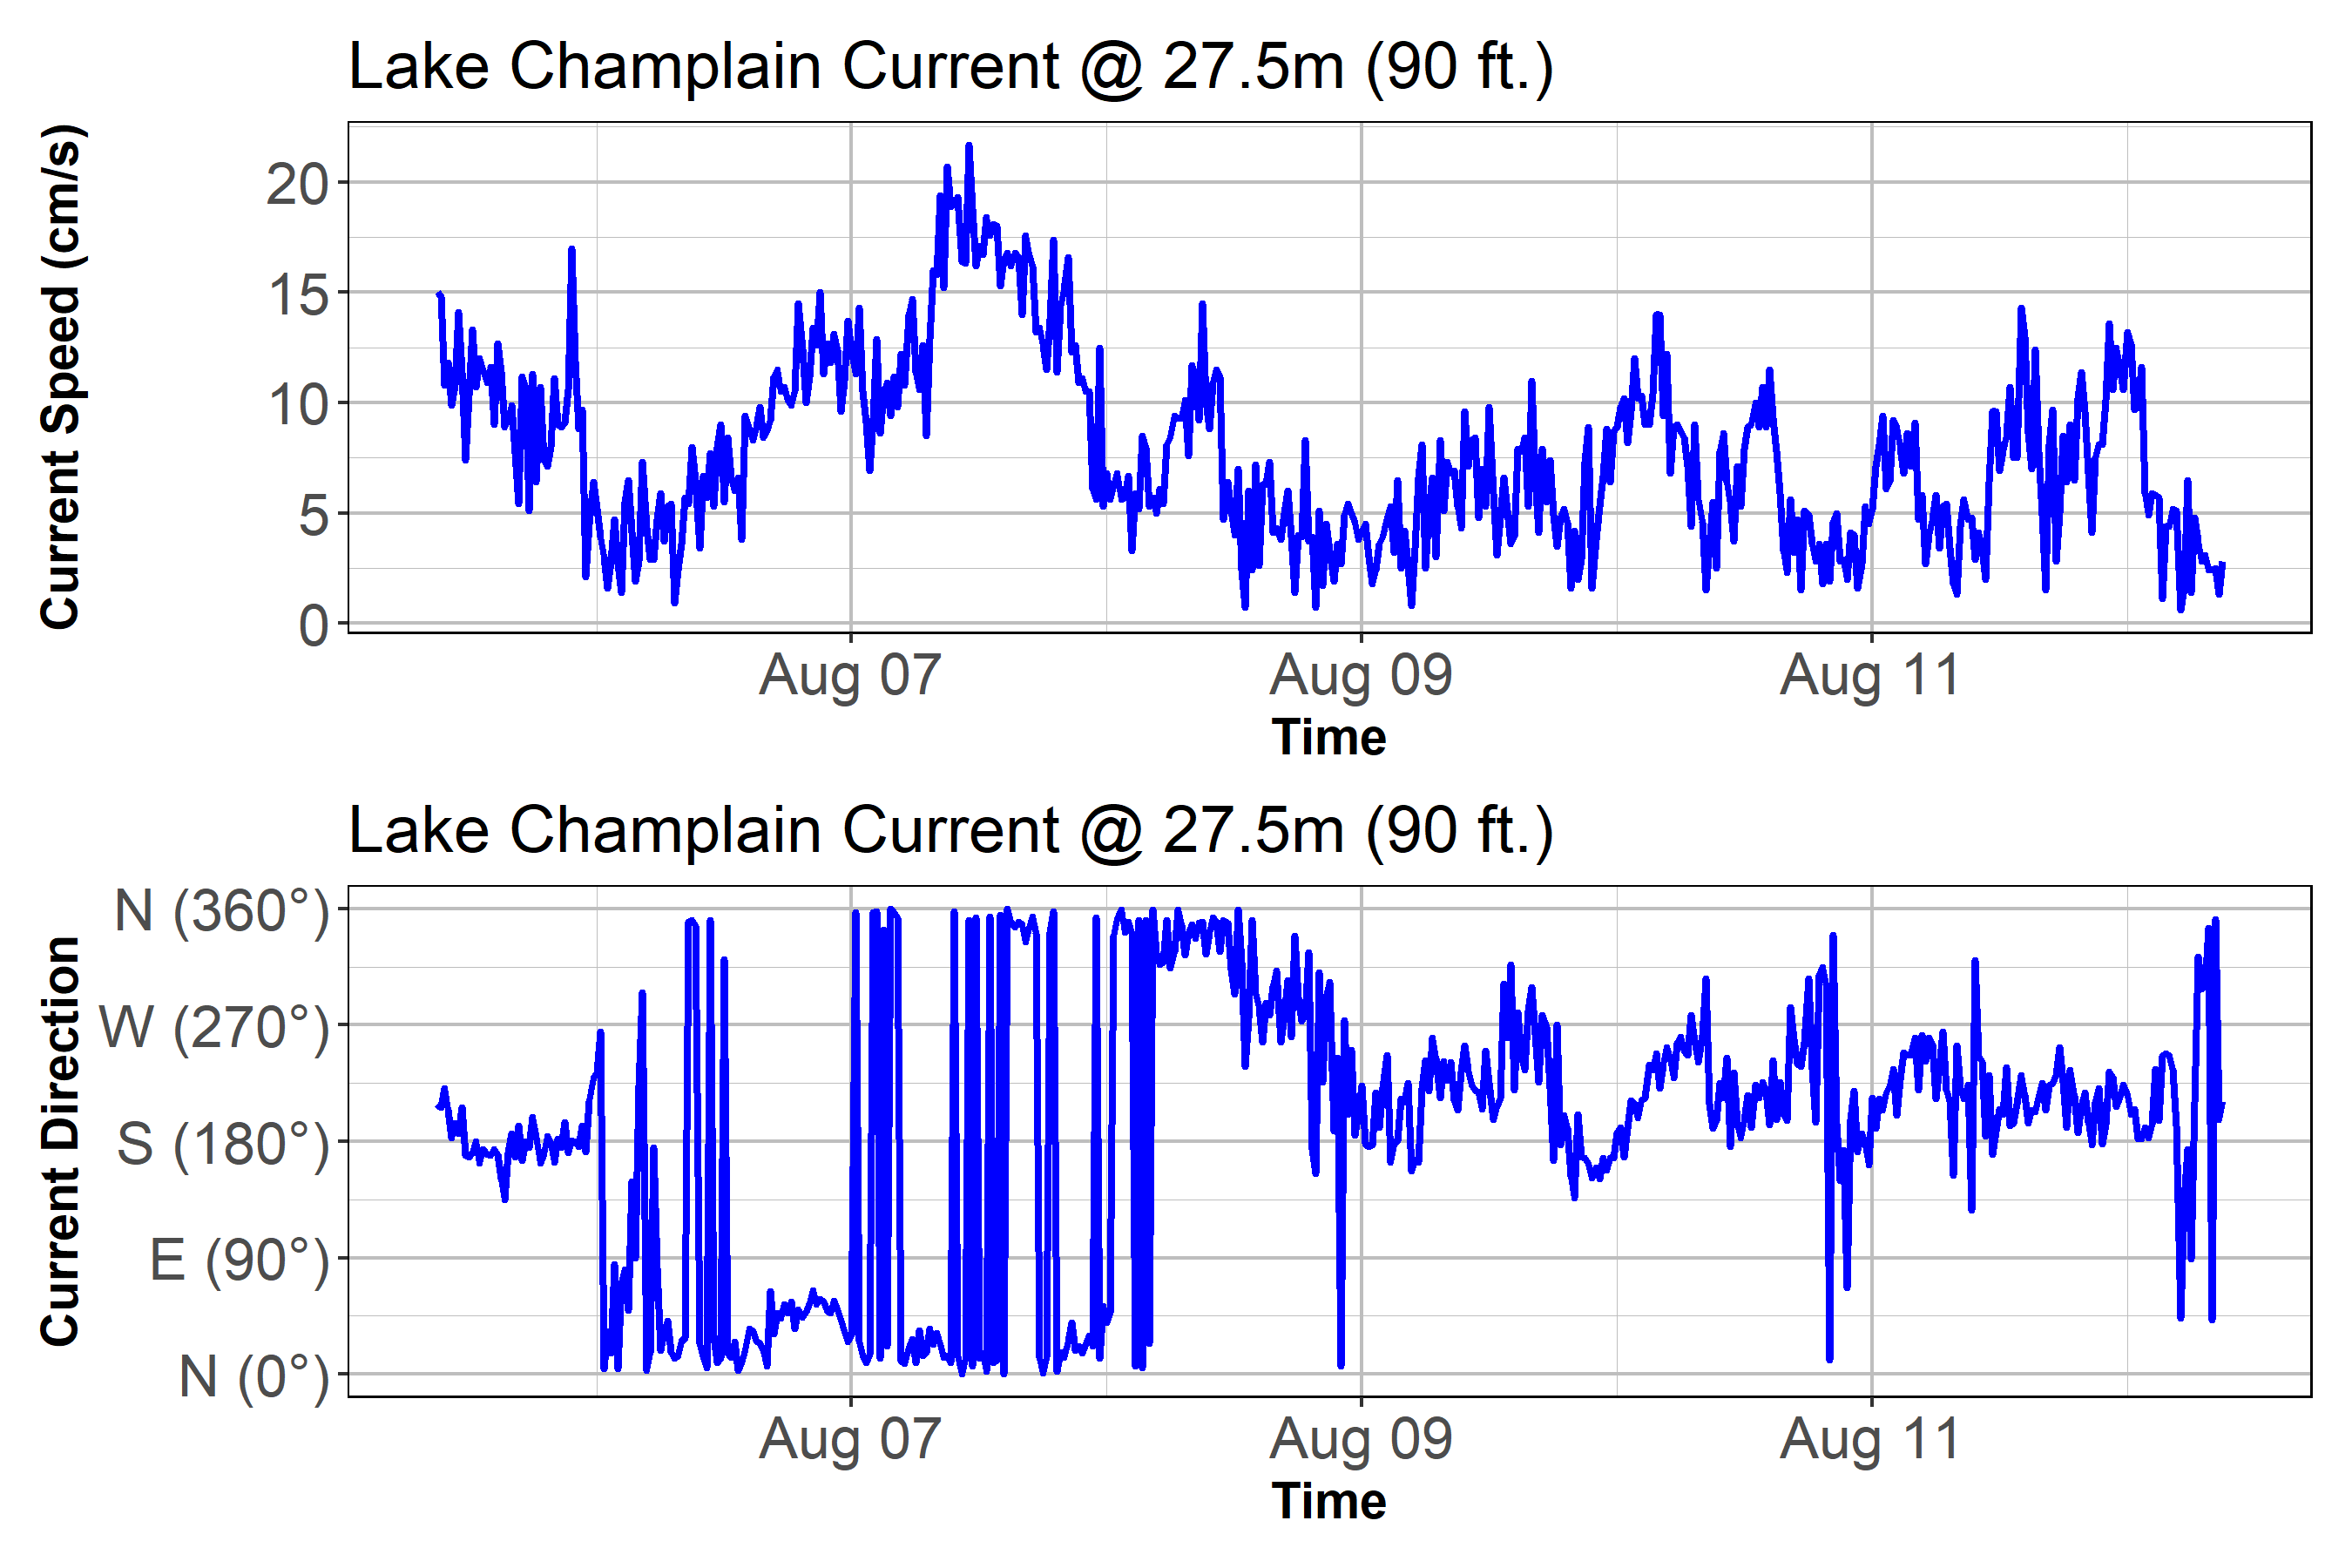 Lake Champlain Current @ 27.5m (90 ft.)
Current Speed (cm/s)
20
15
10
5
0
Aug 07 Aug 09 Aug 11
Time
Lake Champlain Current @ 27.5m (90 ft.)
Current Direction
N (360°)
W (270°)
S (180°)
E (90°)
N (0°)
Aug 07 Aug 09 Aug 11
Time